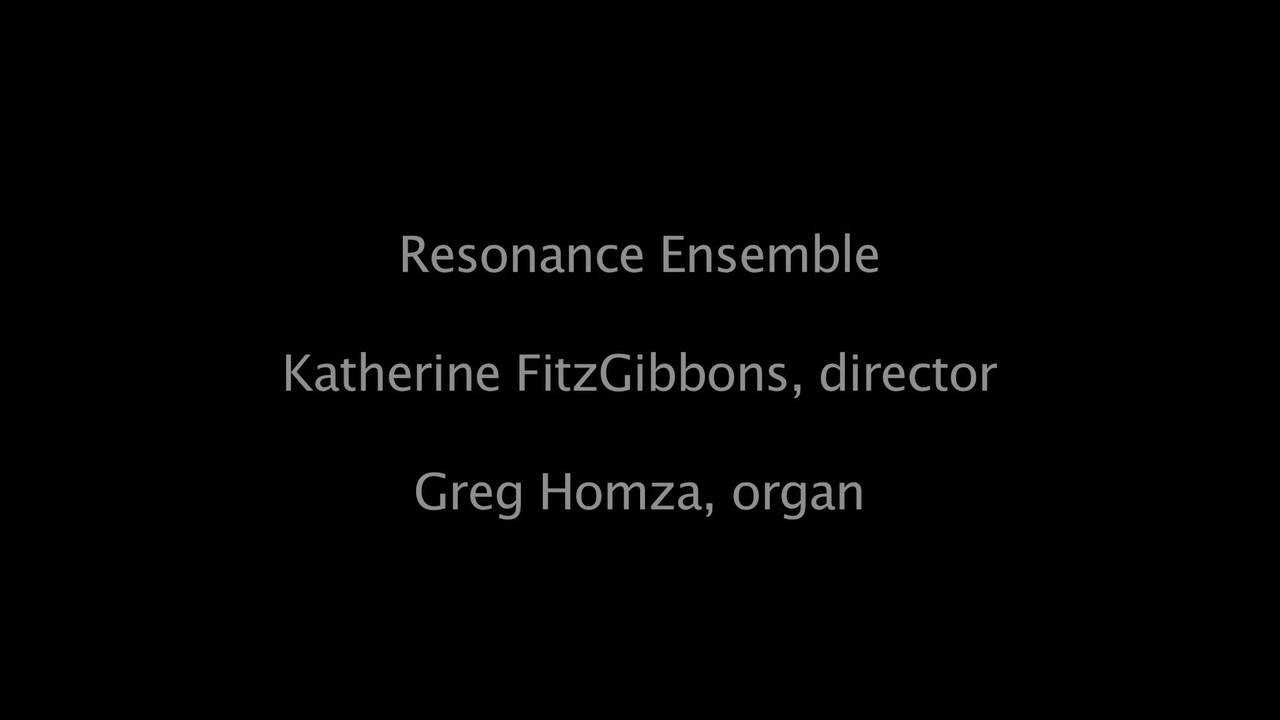 Resonance Ensemble
Katherine FitzGibbons, director
Greg Homza, organ